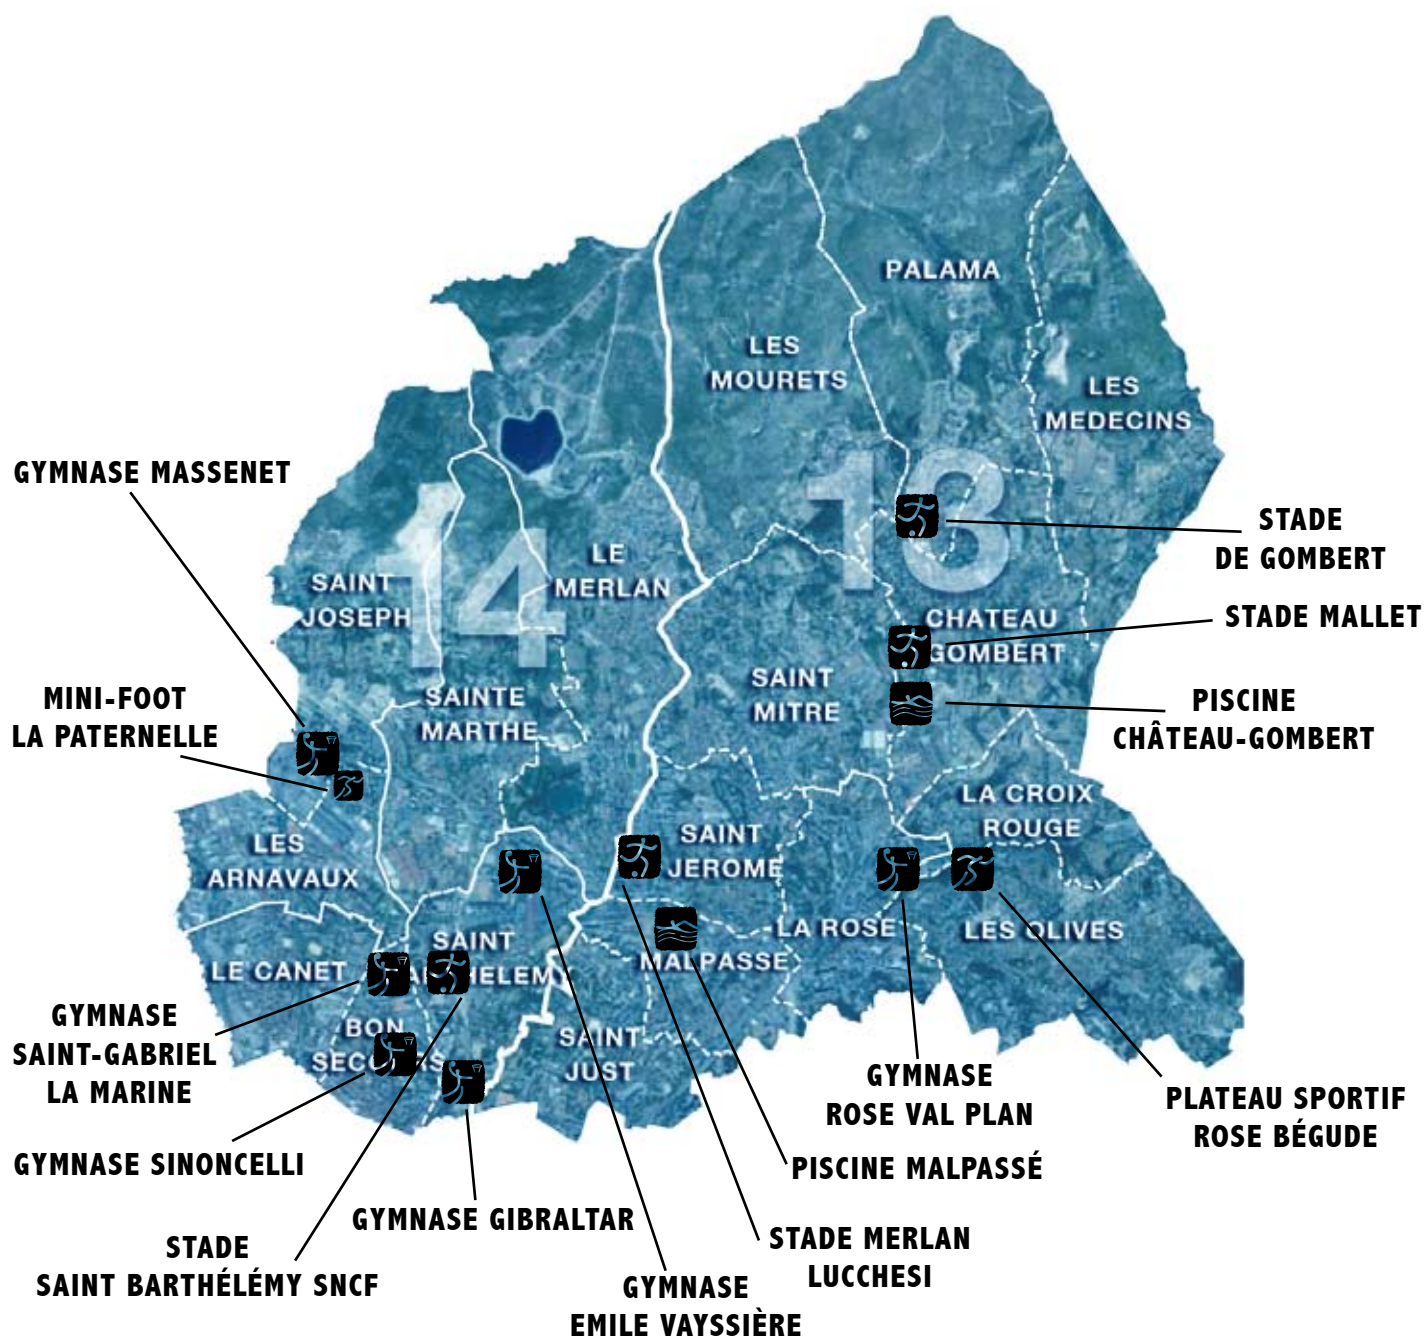 PALAMA
LES
MOURETS
LES
MEDECINS
GYMNASE MASSENET
13
14
STADE
DE GOMBERT
LE
MERLAN
SAINT
JOSEPH
CHATEAU
GOMBERT
STADE MALLET
SAINT
MITRE
SAINTE
MARTHE
MINI-FOOT
LA PATERNELLE
PISCINE
CHÂTEAU-GOMBERT
LA CROIX
ROUGE
SAINT
JEROME
LES
ARNAVAUX
LA ROSE
LES OLIVES
SAINT
BARTHELEMY
LE CANET
MALPASSE
GYMNASE
SAINT-GABRIEL
LA MARINE
BON
SECOURS
SAINT
JUST
GYMNASE
ROSE VAL PLAN
PLATEAU SPORTIF
ROSE BÉGUDE
GYMNASE SINONCELLI
PISCINE MALPASSÉ
GYMNASE GIBRALTAR
STADE
SAINT BARTHÉLÉMY SNCF
STADE MERLAN
LUCCHESI
GYMNASE
EMILE VAYSSIÈRE